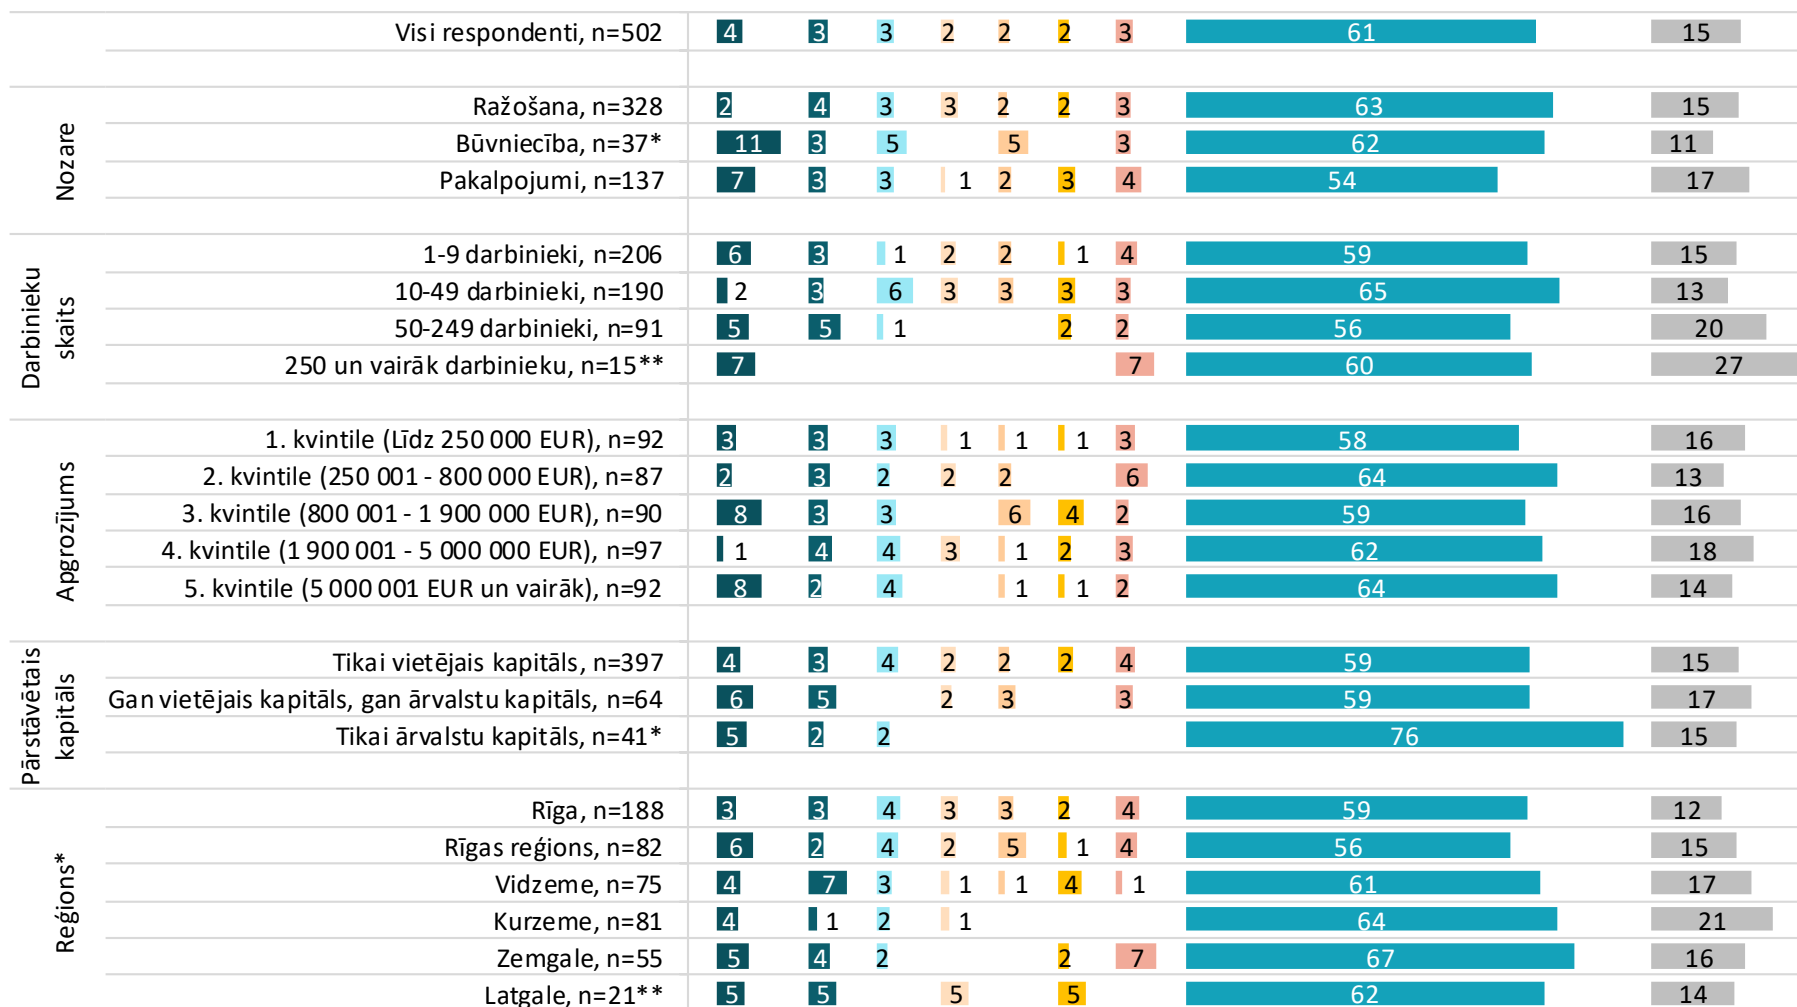 Visi respondenti, n=502 4 3 3 2 2 2 3 61 15
Nozare
Ražošana, n=328 2 4 3 3 2 2 3 63 15
Būvniecība, n=37* 11 3 5 5 3 62 11
Pakalpojumi, n=137 7 3 3 1 2 3 4 54 17
Darbinieku
skaits
1-9 darbinieki, n=206 6 3 1 2 2 1 4 59 15
10-49 darbinieki, n=190 2 3 6 3 3 3 3 65 13
50-249 darbinieki, n=91 5 5 1 2 2 56 20
250 un vairāk darbinieku, n=15** 7 7 60 27
Apgrozījums
1. kvintile (Līdz 250 000 EUR), n=92 3 3 3 1 1 1 3 58 16
2. kvintile (250 001 - 800 000 EUR), n=87 2 3 2 2 2 6 64 13
3. kvintile (800 001 - 1 900 000 EUR), n=90 8 3 3 6 4 2 59 16
4. kvintile (1 900 001 - 5 000 000 EUR), n=97 1 4 4 3 1 2 3 62 18
5. kvintile (5 000 001 EUR un vairāk), n=92 8 2 4 1 1 2 64 14
Pārstāvētais
kapitāls
Tikai vietējais kapitāls, n=397 4 3 4 2 2 2 4 59 15
Gan vietējais kapitāls, gan ārvalstu kapitāls, n=64 6 5 2 3 3 59 17
Tikai ārvalstu kapitāls, n=41* 5 2 2 76 15
Reģions*
Rīga, n=188 3 3 4 3 3 2 4 59 12
Rīgas reģions, n=82 6 2 4 2 5 1 4 56 15
Vidzeme, n=75 4 7 3 1 1 4 1 61 17
Kurzeme, n=81 4 1 2 1 64 21
Zemgale, n=55 5 4 2 2 7 67 16
Latgale, n=21** 5 5 5 5 62 14